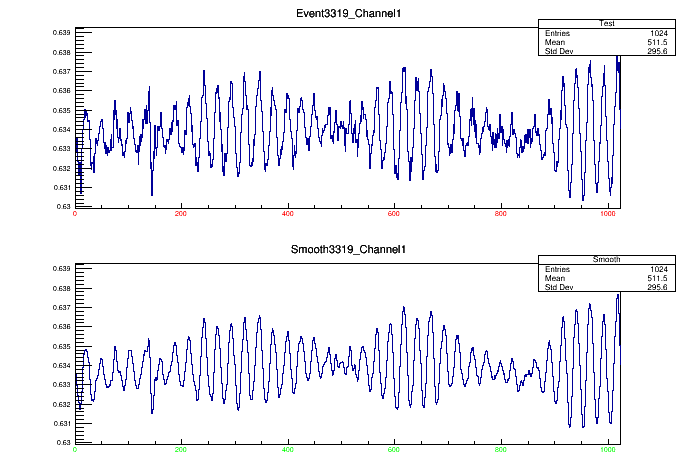 Event3319_Channel1
Test
Entries 1024
Mean 511.5
Std Dev 295.6
0.639
0.638
0.637
0.636
0.635
0.634
0.633
0.632
0.631
0.63
0 200 400 600 800 1000
Smooth3319_Channel1
Smooth
Entries 1024
Mean 511.5
Std Dev 295.6
0.639
0.638
0.637
0.636
0.635
0.634
0.633
0.632
0.631
0.63
0 200 400 600 800 1000